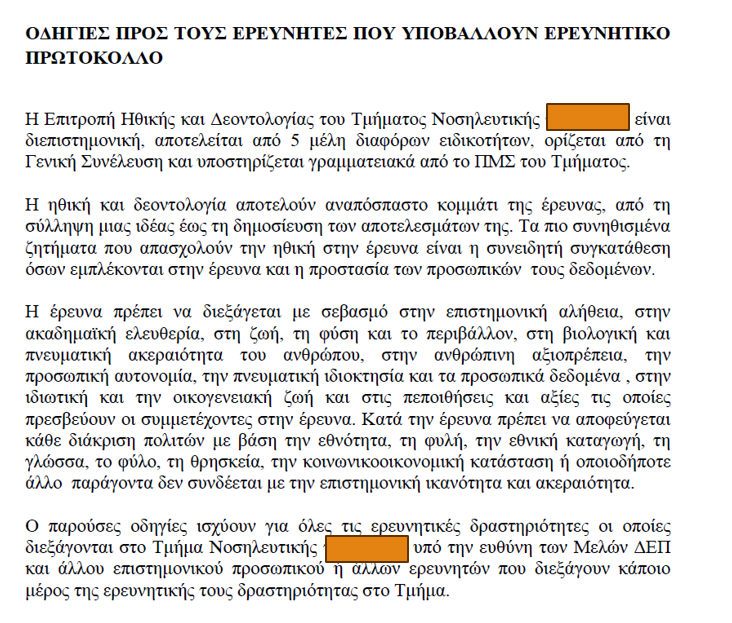 ΟΔΗΓΙΕΣ ΠΡΟΣ ΤΟΥΣ ΕΡΕΥΝΗΤΕΣ ΠΟΥ ΥΠΟΒΑΛΛΟΥΝ ΕΡΕΥΝΗΤΙΚΟ
ΠΡΩΤΟΚΟΛΛΟ
Η Επιτροπή Ηθικής και Δεοντολογίας του Τμήματος Νοσηλευτικής είναι
διεπιστημονική, αποτελείται από 5 μέλη διαφόρων ειδικοτήτων, ορίζεται από τη
Γενική Συνέλευση και υποστηρίζεται γραμματειακά από το ΠΜΣ του Τμήματος.
Η ηθική και δεοντολογία αποτελούν αναπόσπαστο κομμάτι της έρευνας, από τη
σύλληψη μιας ιδέας έως τη δημοσίευση των αποτελεσμάτων της. Τα πιο συνηθισμένα
ζητήματα που απασχολούν την ηθική στην έρευνα είναι η συνειδητή συγκατάθεση
όσων εμπλέκονται στην έρευνα και η προστασία των προσωπικών τους δεδομένων.
Η έρευνα πρέπει να διεξάγεται με σεβασμό στην επιστημονική αλήθεια, στην
ακαδημαϊκή ελευθερία, στη ζωή, τη φύση και το περιβάλλον, στη βιολογική και
πνευματική ακεραιότητα του ανθρώπου, στην ανθρώπινη αξιοπρέπεια, την
προσωπική αυτονομία, την πνευματική ιδιοκτησία και τα προσωπικά δεδομένα , στην
ιδιωτική και την οικογενειακή ζωή και στις πεποιθήσεις και αξίες τις οποίες
πρεσβεύουν οι συμμετέχοντες στην έρευνα. Κατά την έρευνα πρέπει να αποφεύγεται
κάθε διάκριση πολιτών με βάση την εθνότητα, τη φυλή, την εθνική καταγωγή, τη
γλώσσα, το φύλο, τη θρησκεία, την κοινωνικοοικονομική κατάσταση ή οποιοδήποτε
άλλο παράγοντα δεν συνδέεται με την επιστημονική ικανότητα και ακεραιότητα.
Ο παρούσες οδηγίες ισχύουν για όλες τις ερευνητικές δραστηριότητες οι οποίες
διεξάγονται στο Τμήμα Νοσηλευτικής υπό την ευθύνη των Μελών ΔΕΠ
και άλλου επιστημονικού προσωπικού ή άλλων ερευνητών που διεξάγουν κάποιο
μέρος της ερευνητικής τους δραστηριότητας στο Τμήμα.